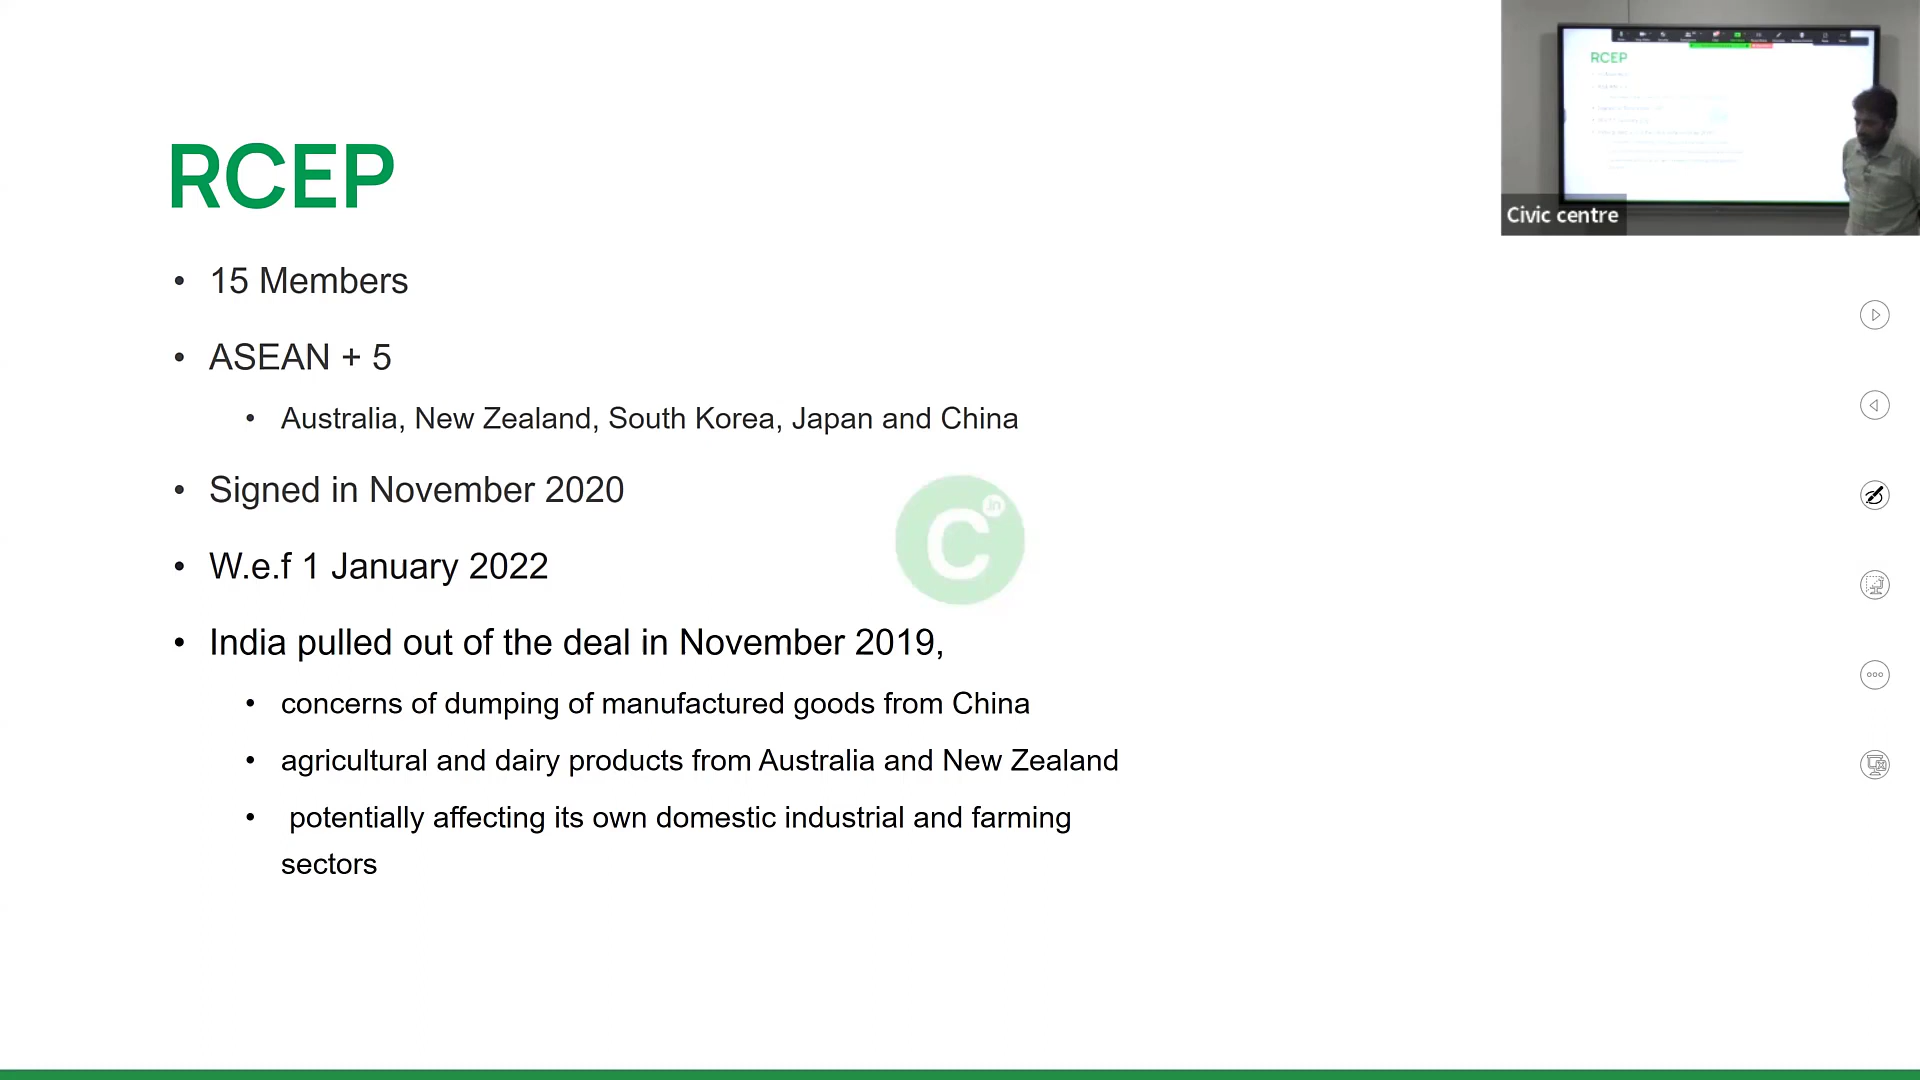 RCEP
• 15 Members
• ASEAN + 5
• Australia, New Zealand, South Korea, Japan and China
• Signed in November 2020
• W.e.f 1 January 2022
• India pulled out of the deal in November 2019,
• concerns of dumping of manufactured goods from China
• agricultural and dairy products from Australia and New Zealand
• potentially affecting its own domestic industrial and farming
sectors
C.in
RCEP
Civic centre